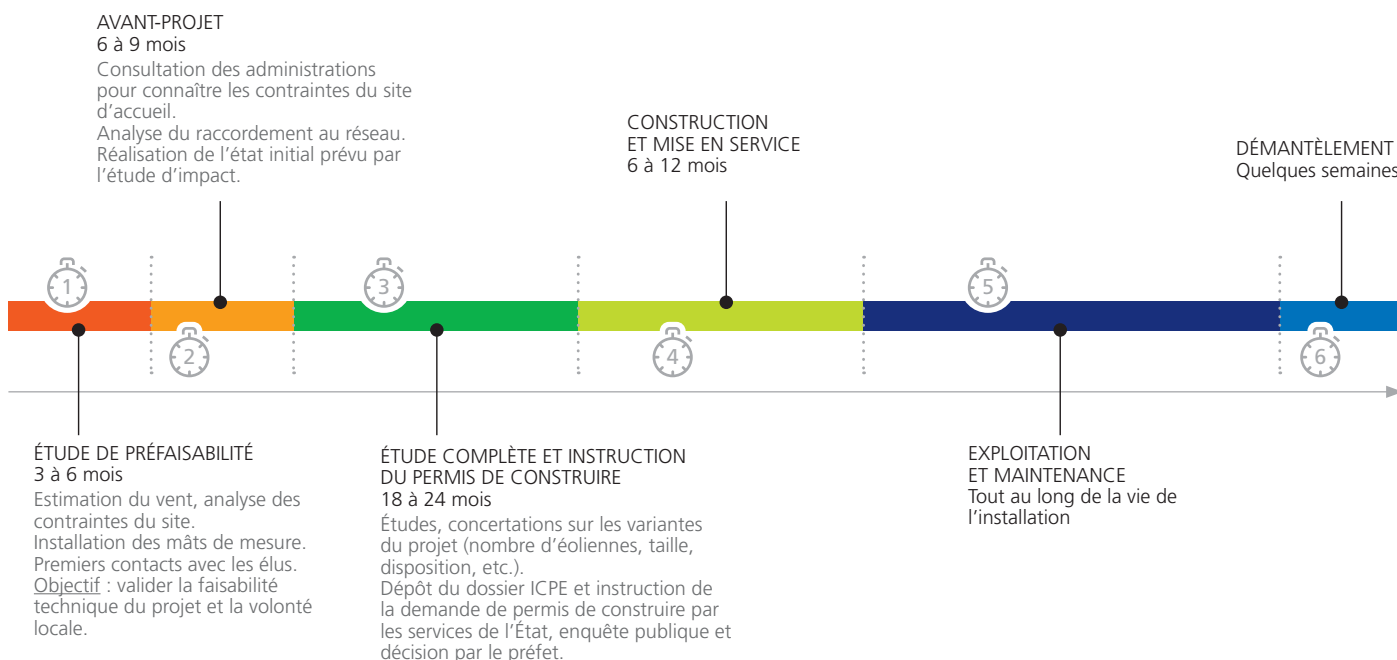 AVANT-PROJET
6 à 9 mois
Consultation des administrations
pour connaître les contraintes du site
d’accueil.
Analyse du raccordement au réseau.
Réalisation de l’état initial prévu par
l’étude d’impact.
CONSTRUCTION
ET MISE EN SERVICE
6 à 12 mois
DÉMANTÈLEMENT
Quelques semaines
1
2
3
4
5
6
ÉTUDE DE PRÉFAISABILITÉ
3 à 6 mois
Estimation du vent, analyse des
contraintes du site.
Installation des mâts de mesure.
Premiers contacts avec les élus.
Objectif : valider la faisabilité
technique du projet et la volonté
locale.
ÉTUDE COMPLÈTE ET INSTRUCTION
DU PERMIS DE CONSTRUIRE
18 à 24 mois
Études, concertations sur les variantes
du projet (nombre d’éoliennes, taille,
disposition, etc.).
Dépôt du dossier ICPE et instruction de
la demande de permis de construire par
les services de l’État, enquête publique et
décision par le préfet.
EXPLOITATION
ET MAINTENANCE
Tout au long de la vie de
l’installation